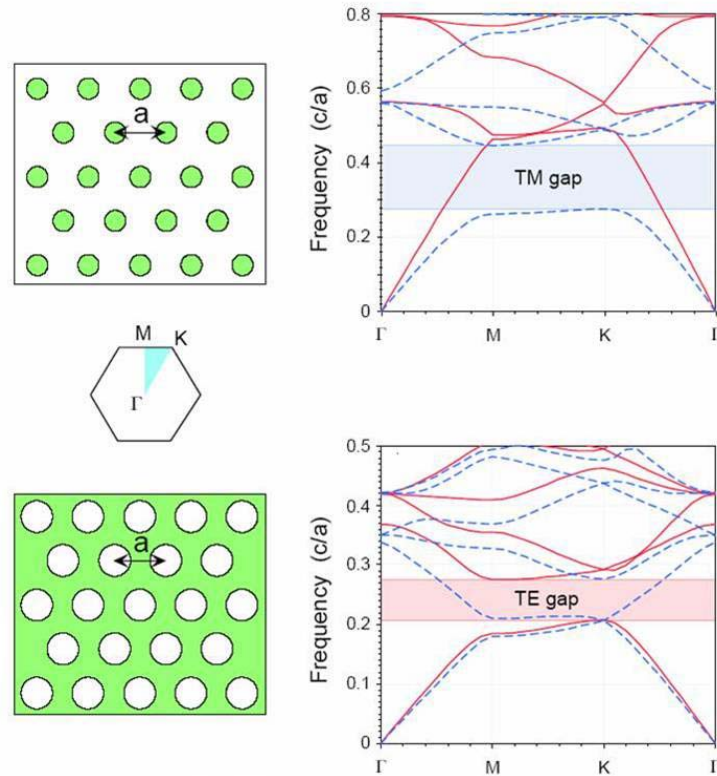 a
0.8
0.6
0.4
0.2
0
Frequency (c/a)
TM gap
Γ M K Γ
M K
Γ
a
0.5
0.4
0.3
0.2
0.1
0
Frequency (c/a)
TE gap
Γ M K Γ